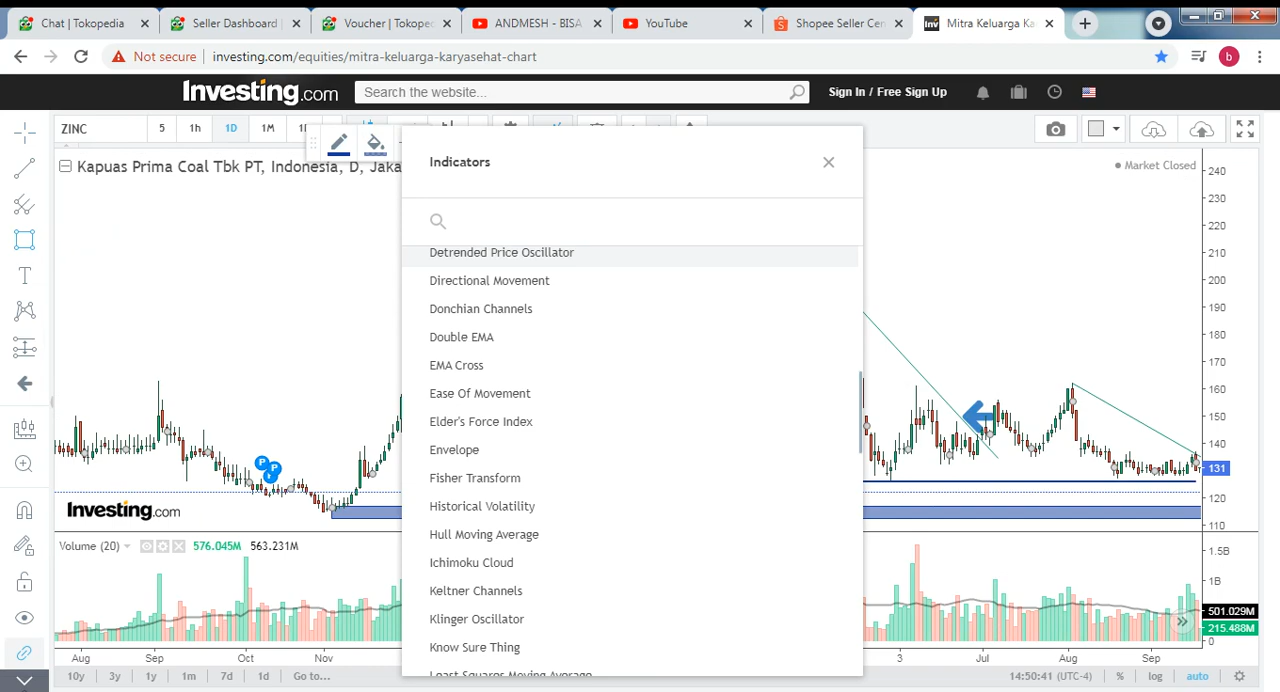 Chat | Tokopedia
Seller Dashboard |
Voucher | Tokope
ANDMESH - BISA
YouTube
Shopee Seller Cen
Inv
Mitra Keluarga Ka
Not secure
investing.com/equities/mitra-keluarga-karyasehat-chart
b
Investing.com
Search the website...
Sign In / Free Sign Up
ZINC
5
1h
1D
1M
Kapuas Prima Coal Tbk PT, Indonesia, D, Jaka
Market Closed
Indicators
Detrended Price Oscillator
Directional Movement
Donchian Channels
Double EMA
EMA Cross
Ease Of Movement
Elder's Force Index
Envelope
Fisher Transform
Historical Volatility
Hull Moving Average
Ichimoku Cloud
Keltner Channels
Klinger Oscillator
Know Sure Thing
Least Squares Moving Average
240
230
220
210
200
190
180
170
160
150
140
131
120
110
P
P
Investing.com
Volume (20)
576.045M
563.231M
1.5B
1B
501.029M
215.488M
0
Aug
Sep
Oct
Nov
3
Jul
Aug
Sep
10y
3y
1y
1m
7d
1d
Go to...
14:50:41 (UTC-4)
%
log
auto